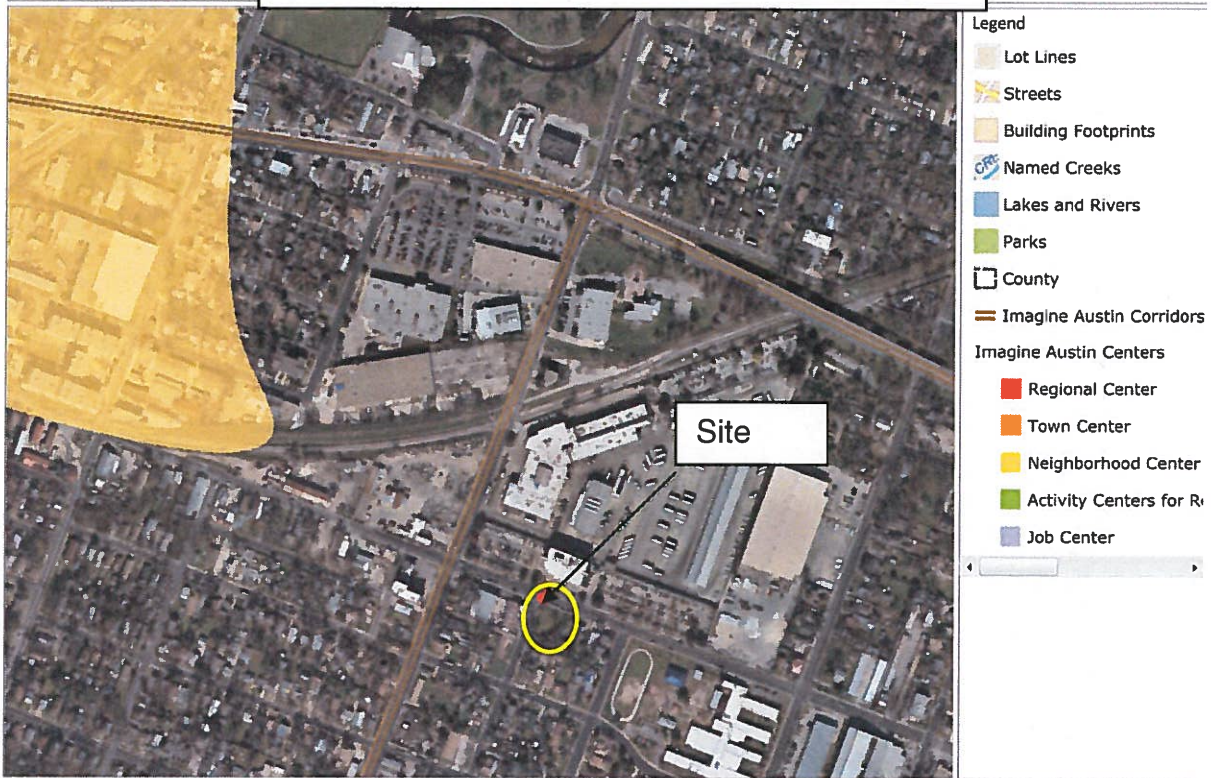 Site
Legend
Lot Lines
Streets
Building Footprints
Named Creeks
Lakes and Rivers
Parks
County
Imagine Austin Corridors
Imagine Austin Centers
Regional Center
Town Center
Neighborhood Center
Activity Centers for R
Job Center